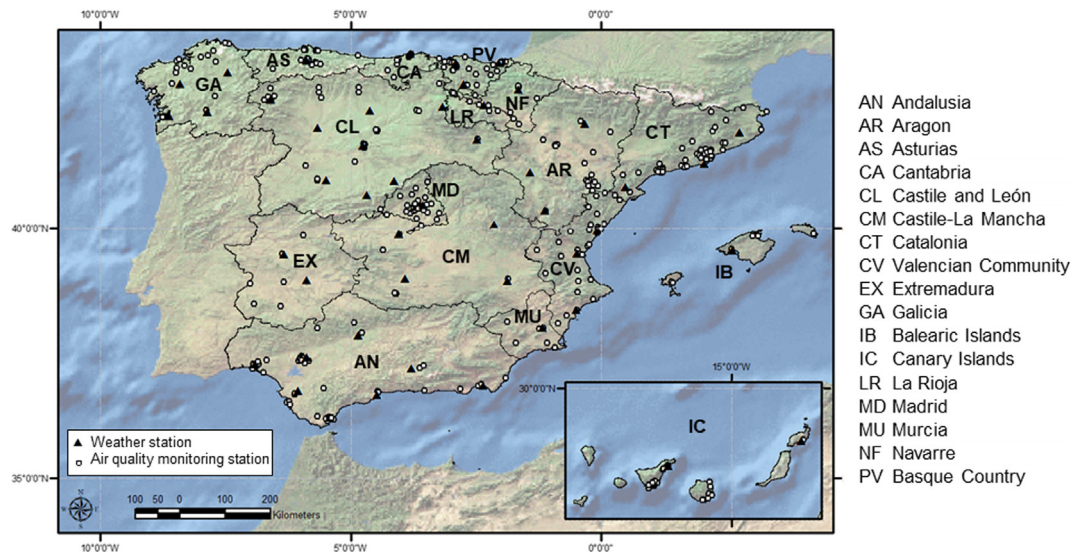 10°0'0"W 5°0'0"W 0°0'0"
AS PV
GA CA
NF
LR
CL CT
AR
MD
40°0'0"N 40°0'0"N
EX CM CV IB
MU
AN
15°0'0"W
30°0'0"N
IC
Weather station
Air quality monitoring station
35°0'0"N 35°0'0"N
100 50 0 100 200
Kilometers
10°0'0"W 5°0'0"W 0°0'0"
AN Andalusia
AR Aragon
AS Asturias
CA Cantabria
CL Castile and León
CM Castile-La Mancha
CT Catalonia
CV Valencian Community
EX Extremadura
GA Galicia
IB Balearic Islands
IC Canary Islands
LR La Rioja
MD Madrid
MU Murcia
NF Navarre
PV Basque Country